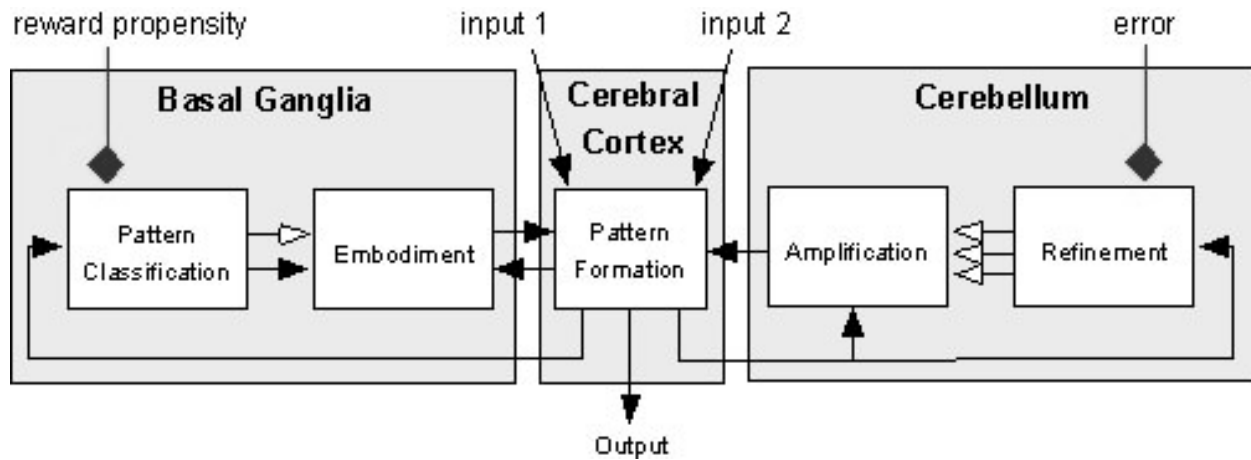 reward propensity
input 1
input 2
error
Basal Ganglia
Cerebral
Cortex
Cerebellum
Pattern
Classification
Embodiment
Pattern
Formation
Amplification
Refinement
Output